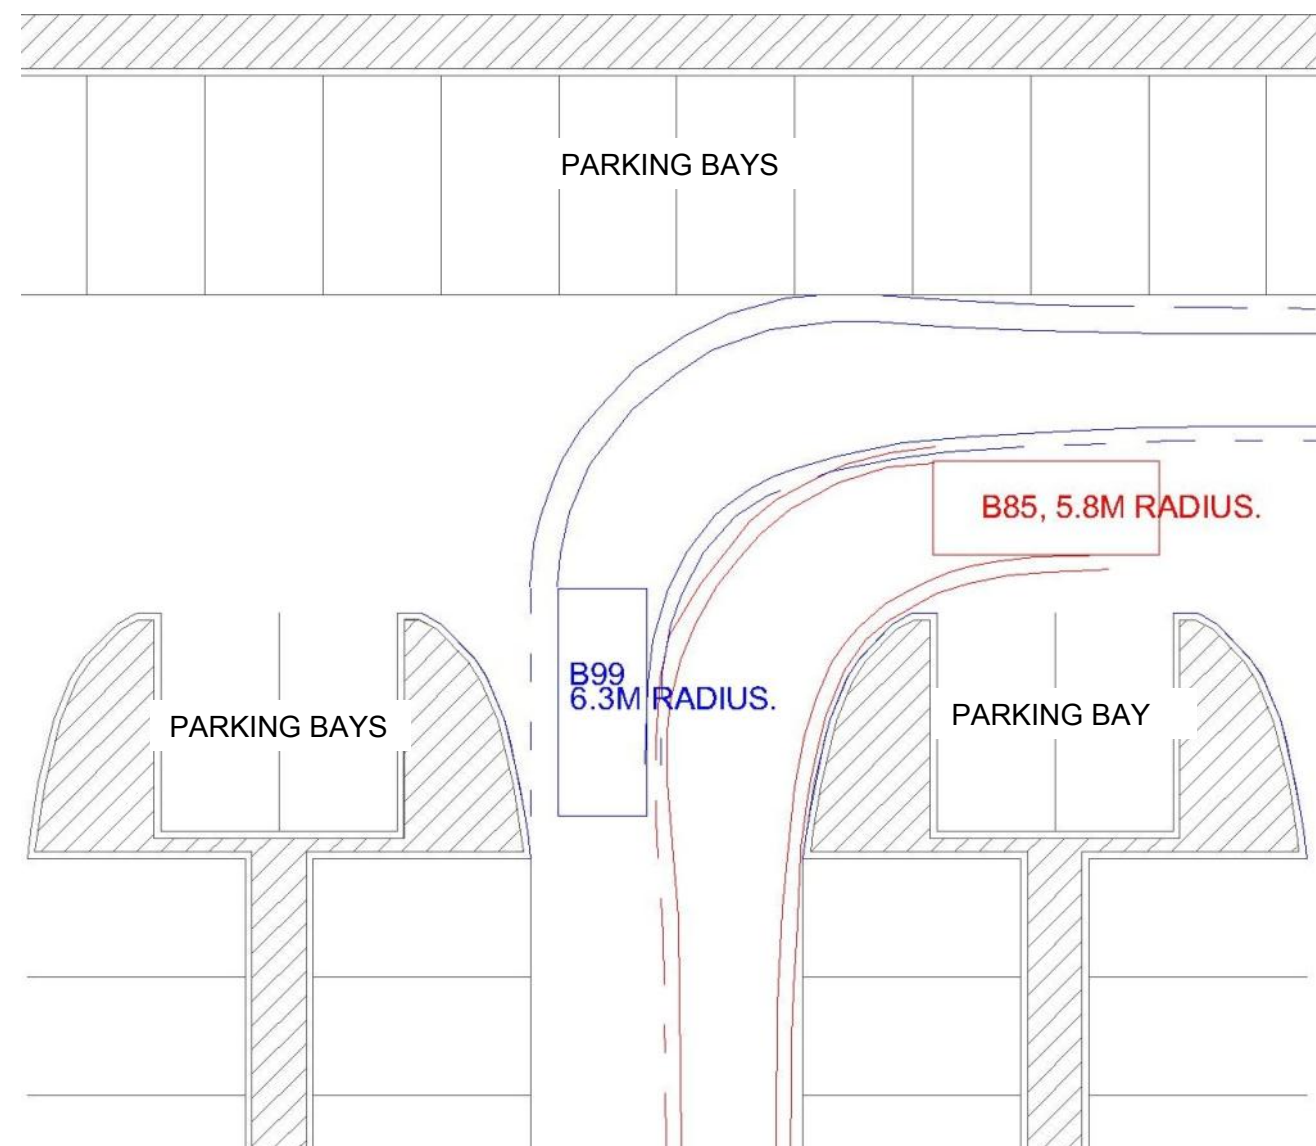 PARKING BAYS
B85, 5.8M RADIUS.
B99
6.3M RADIUS.
PARKING BAYS
PARKING BAY